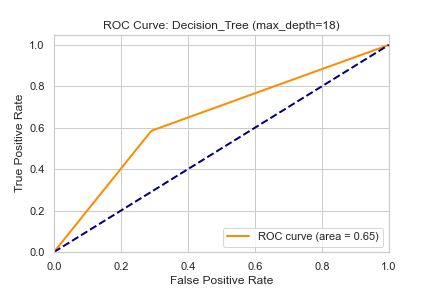 ROC Curve: Decision_Tree (max_depth=18)
1.0
0.8
0.6
0.4
0.2
0.0
True Positive Rate
ROC curve (area = 0.65)
0.0 0.2 0.4 0.6 0.8 1.0
False Positive Rate